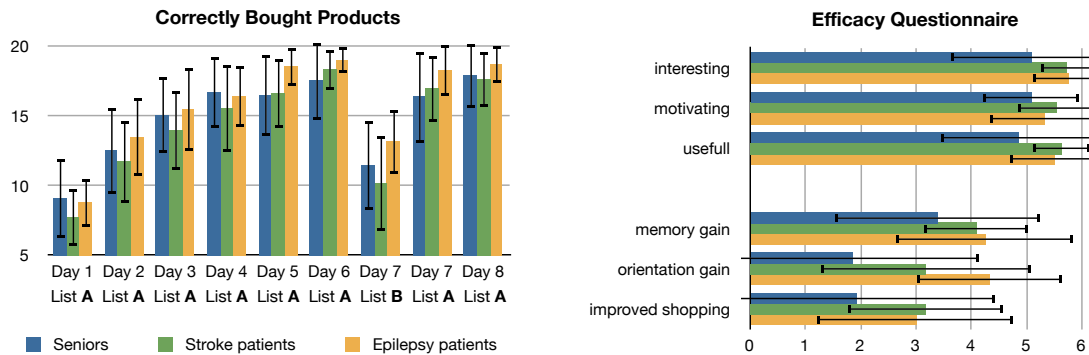 Correctly Bought Products
20
15
10
5
Day 1 Day 2 Day 3 Day 4 Day 5 Day 6 Day 7 Day 7 Day 8
List A List A List A List A List A List A List B List A List A
Seniors Stroke patients Epilepsy patients
Efficacy Questionnaire
interesting
motivating
usefull
memory gain
orientation gain
improved shopping
0 1 2 3 4 5 6